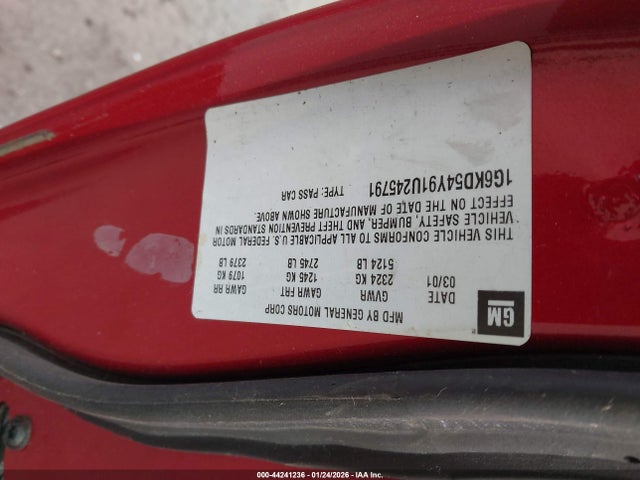 GM
MFD BY GENERAL MOTORS CORP
DATE GVWR GAWR FRT GAWR RR
03/01 2324 KG 1245 KG 1079 KG
5124 LB 2745 LB 2379 LB
THIS VEHICLE CONFORMS TO ALL APPLICABLE U.S. FEDERAL MOTOR
VEHICLE SAFETY, BUMPER, AND THEFT PREVENTION STANDARDS IN
EFFECT ON THE DATE OF MANUFACTURE SHOWN ABOVE
1G6KD54Y91U245791 TYPE: PASS CAR
000-44241236 - 01/24/2026 - IAA Inc.